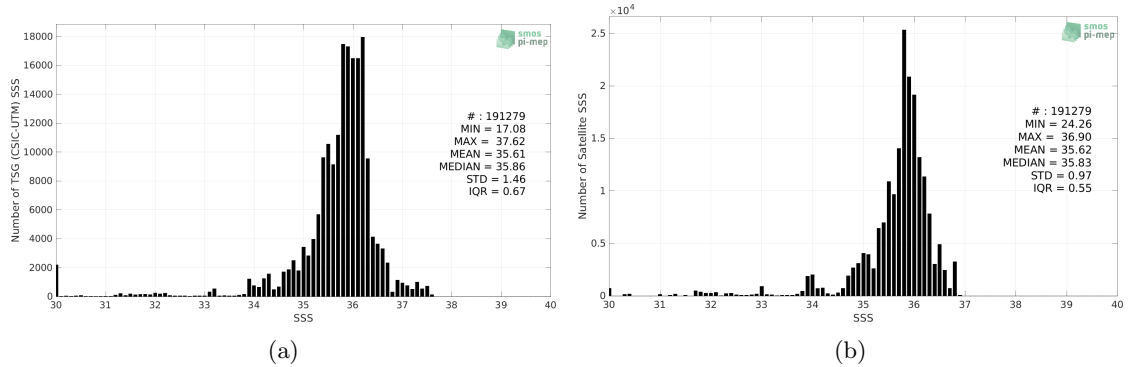 smos
pi-mep
18000
16000
14000
12000
10000
8000
6000
4000
2000
0
Number of TSG (CSIC-UTM) SSS
# : 191279
MIN = 17.08
MAX = 37.62
MEAN = 35.61
MEDIAN = 35.86
STD = 1.46
IQR = 0.67
30 31 32 33 34 35 36 37 38 39 40
SSS
(a)
×10⁴
smos
pi-mep
2.5
2
1.5
1
0.5
0
Number of Satellite SSS
# : 191279
MIN = 24.26
MAX = 36.90
MEAN = 35.62
MEDIAN = 35.83
STD = 0.97
IQR = 0.55
30 31 32 33 34 35 36 37 38 39 40
SSS
(b)